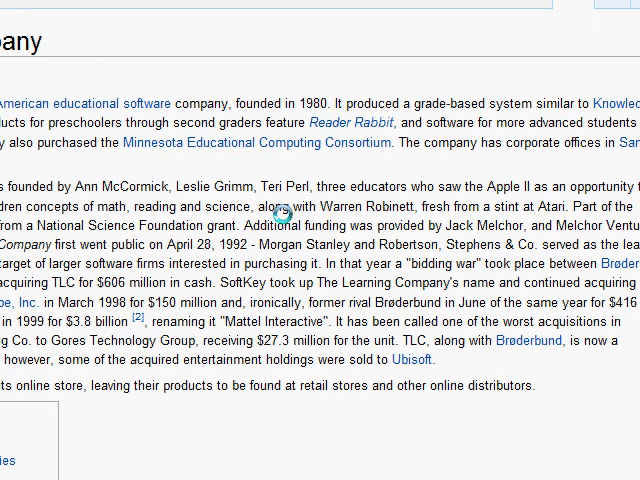 any
American educational software company, founded in 1980. It produced a grade-based system similar to Knowled
ucts for preschoolers through second graders feature Reader Rabbit, and software for more advanced students
y also purchased the Minnesota Educational Computing Consortium. The company has corporate offices in San
s founded by Ann McCormick, Leslie Grimm, Teri Perl, three educators who saw the Apple II as an opportunity t
dren concepts of math, reading and science, along with Warren Robinett, fresh from a stint at Atari. Part of the
from a National Science Foundation grant. Additional funding was provided by Jack Melchor, and Melchor Ventu
Company first went public on April 28, 1992 - Morgan Stanley and Robertson, Stephens & Co. served as the lea
target of larger software firms interested in purchasing it. In that year a "bidding war" took place between Brøder
acquiring TLC for $606 million in cash. SoftKey took up The Learning Company's name and continued acquiring
be, Inc. in March 1998 for $150 million and, ironically, former rival Brøderbund in June of the same year for $416
in 1999 for $3.8 billion [2], renaming it "Mattel Interactive". It has been called one of the worst acquisitions in
g Co. to Gores Technology Group, receiving $27.3 million for the unit. TLC, along with Brøderbund, is now a
however, some of the acquired entertainment holdings were sold to Ubisoft.
its online store, leaving their products to be found at retail stores and other online distributors.
ies